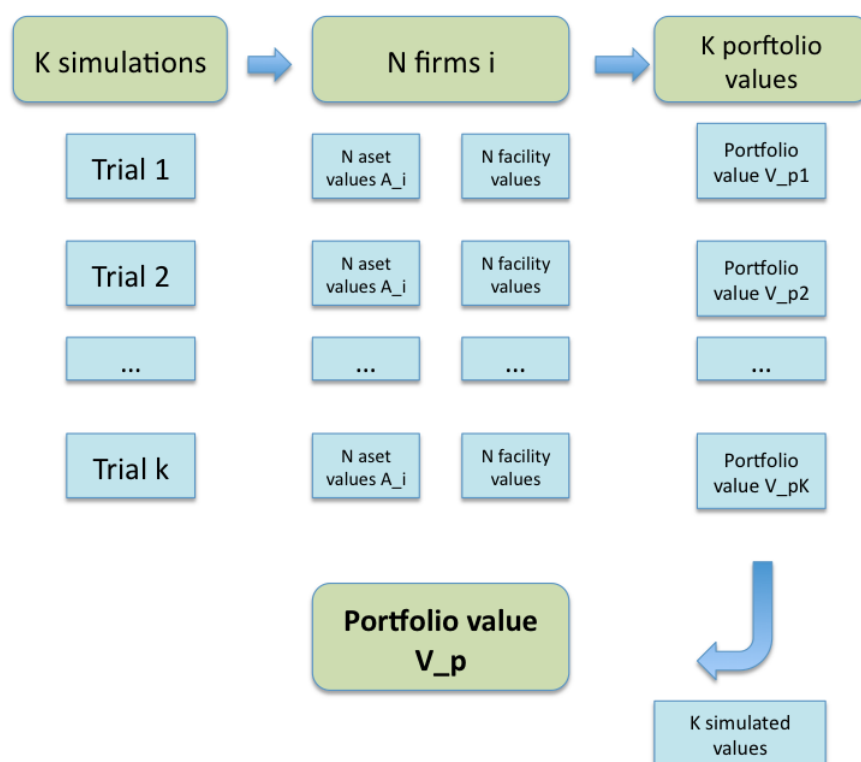 K simulations
N firms i
K porftolio
values
Trial 1
N aset
values A_i
N facility
values
Portfolio
value V_p1
Trial 2
N aset
values A_i
N facility
values
Portfolio
value V_p2
...
...
...
...
Trial k
N aset
values A_i
N facility
values
Portfolio
value V_pK
Portfolio value
V_p
K simulated
values